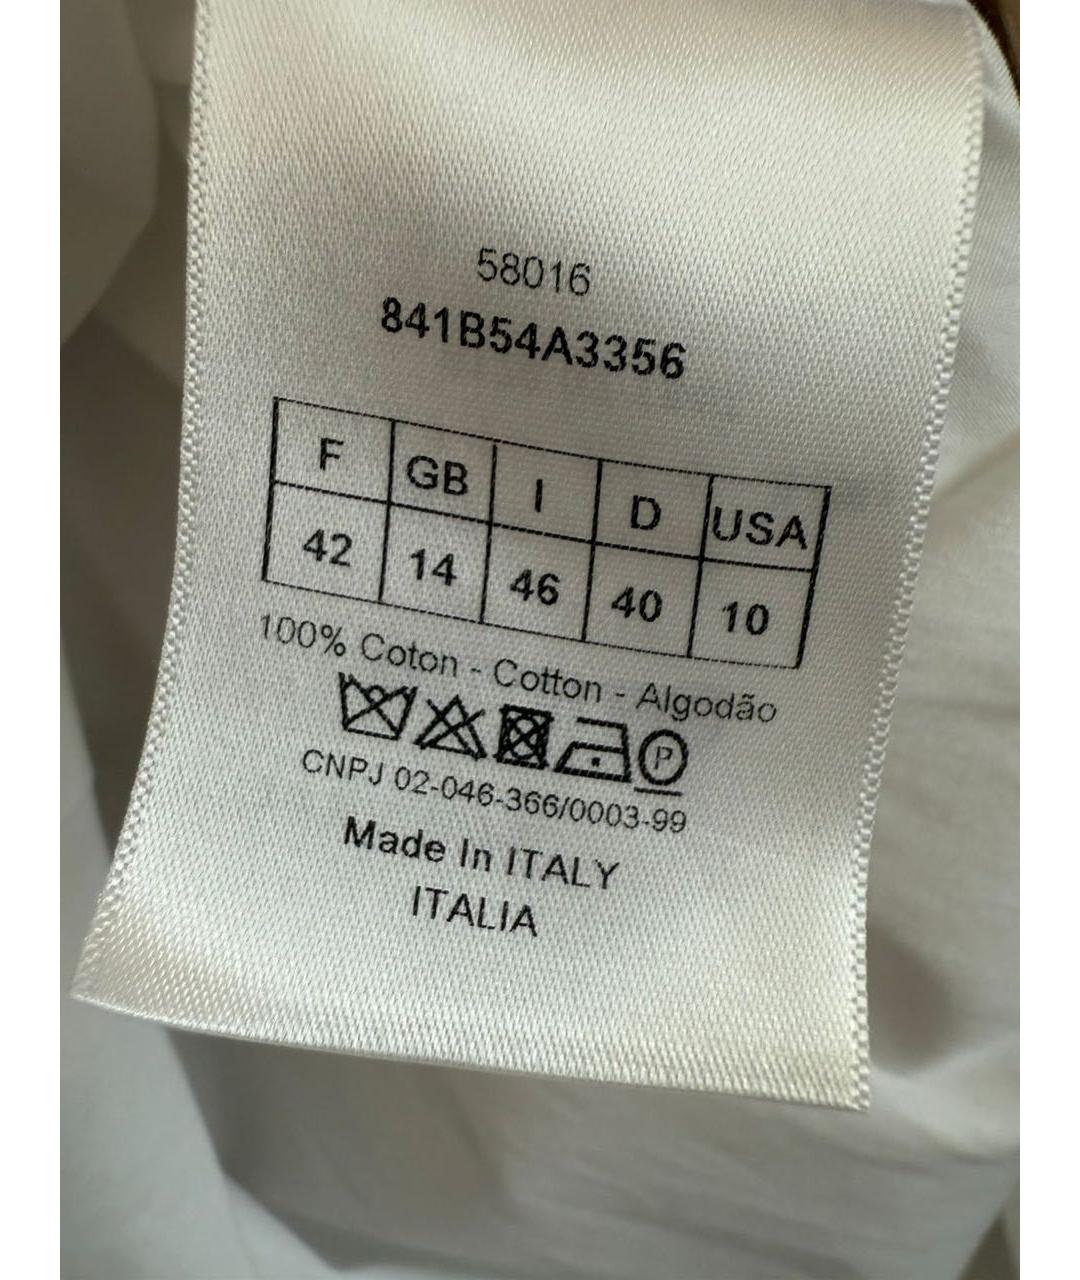 58016
841B54A3356
F GB I D USA
42 14 46 40 10
100% Coton - Cotton - Algodão
P
CNPJ 02-046-366/0003-99
Made In ITALY
ITALIA